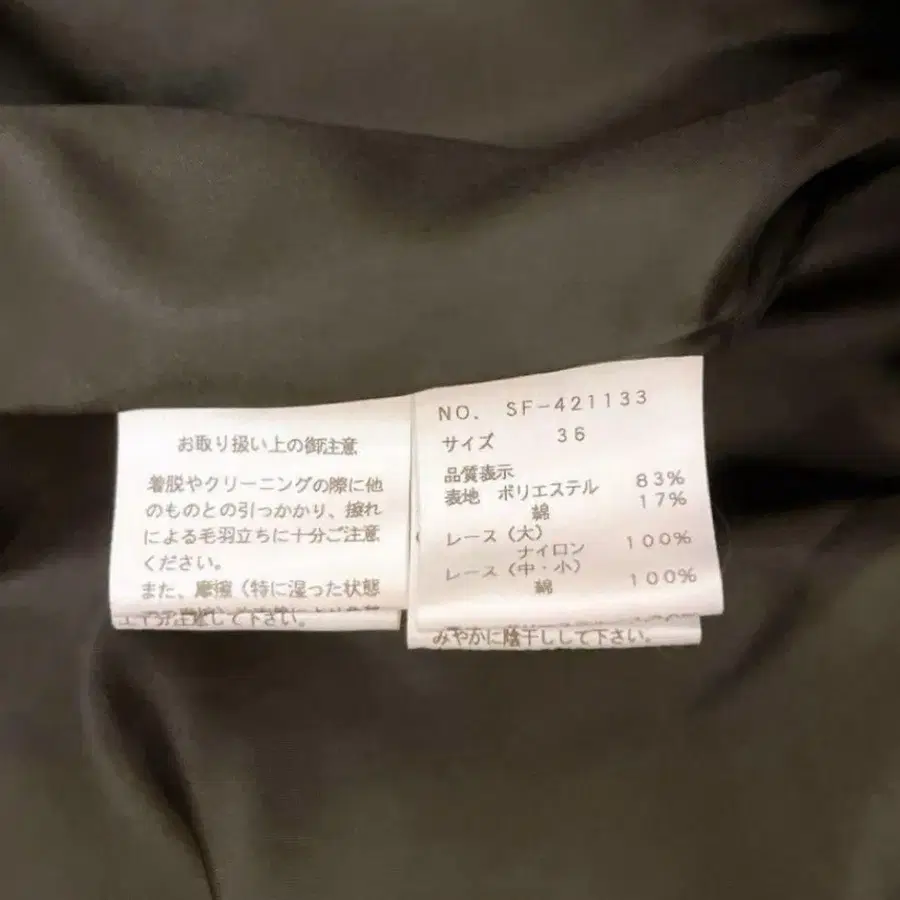 お取り扱い上の御注意
着脱やクリーニングの際に他
のものとの引っかかり、擦れ
による毛羽立ちに十分ご注意
ください。
また、摩擦(特に湿った状態
下さい。
NO. SF-421133
サイズ 36
品質表示
表地 ポリエステル 83%
綿 17%
レース(大)
ナイロン 100%
レース(中・小)
綿 100%
みやかに陰干しして下さい。